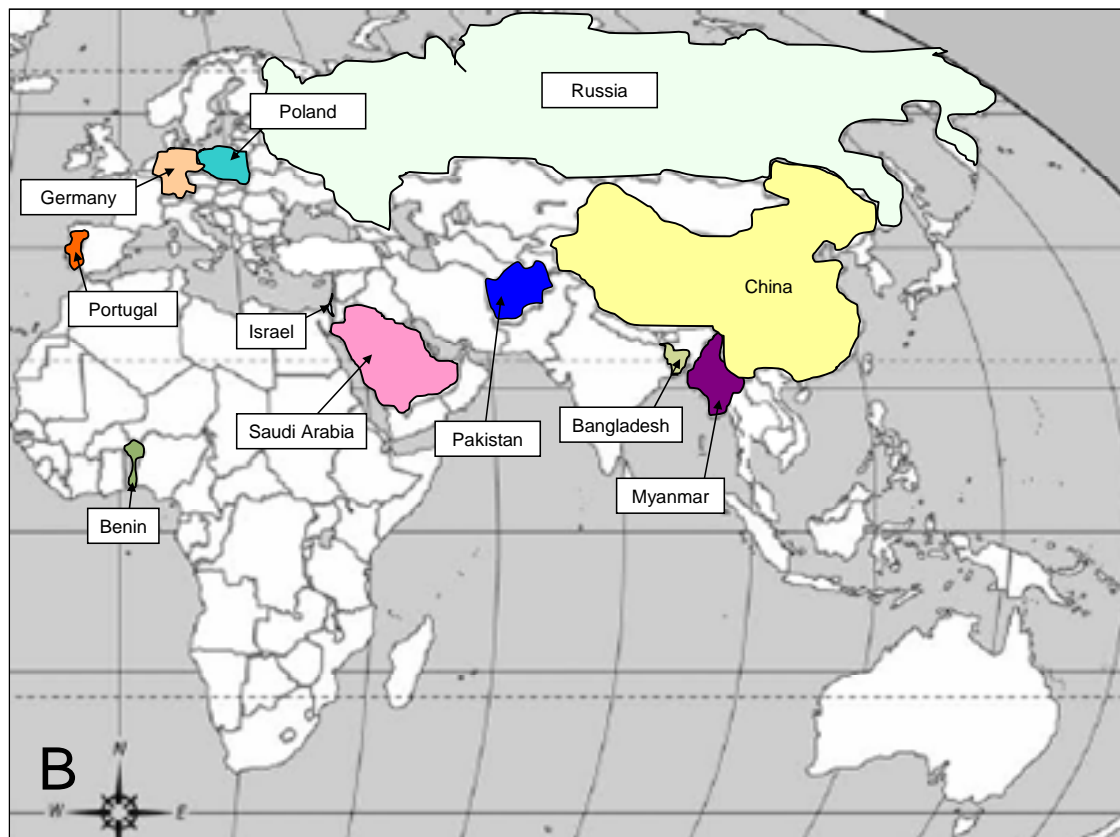 Russia
Poland
Germany
Portugal
Israel
China
Saudi Arabia
Pakistan
Bangladesh
Myanmar
Benin
B
N
W
E